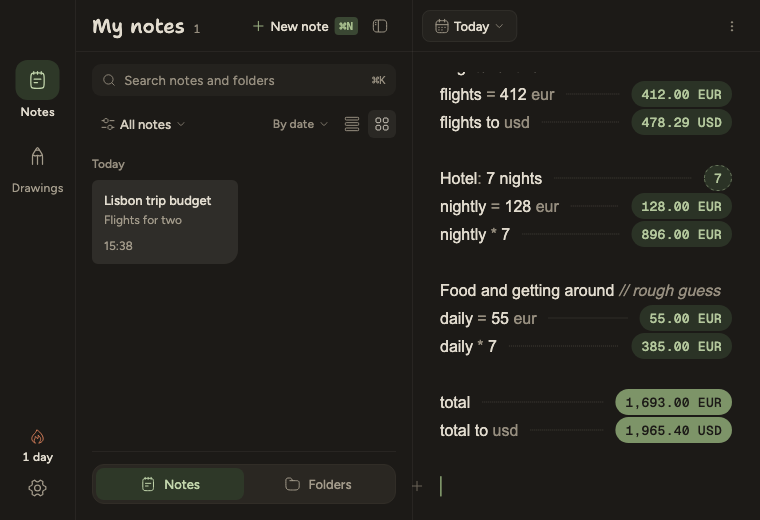 My notes 1
+ New note ⌘N
Search notes and folders ⌘K
All notes
By date
Today
Lisbon trip budget
Flights for two
15:38
Notes
Drawings
1 day
Notes
Folders
Today
flights = 412 eur 412.00 EUR
flights to usd 478.29 USD
Hotel: 7 nights 7
nightly = 128 eur 128.00 EUR
nightly * 7 896.00 EUR
Food and getting around // rough guess
daily = 55 eur 55.00 EUR
daily * 7 385.00 EUR
total 1,693.00 EUR
total to usd 1,965.40 USD